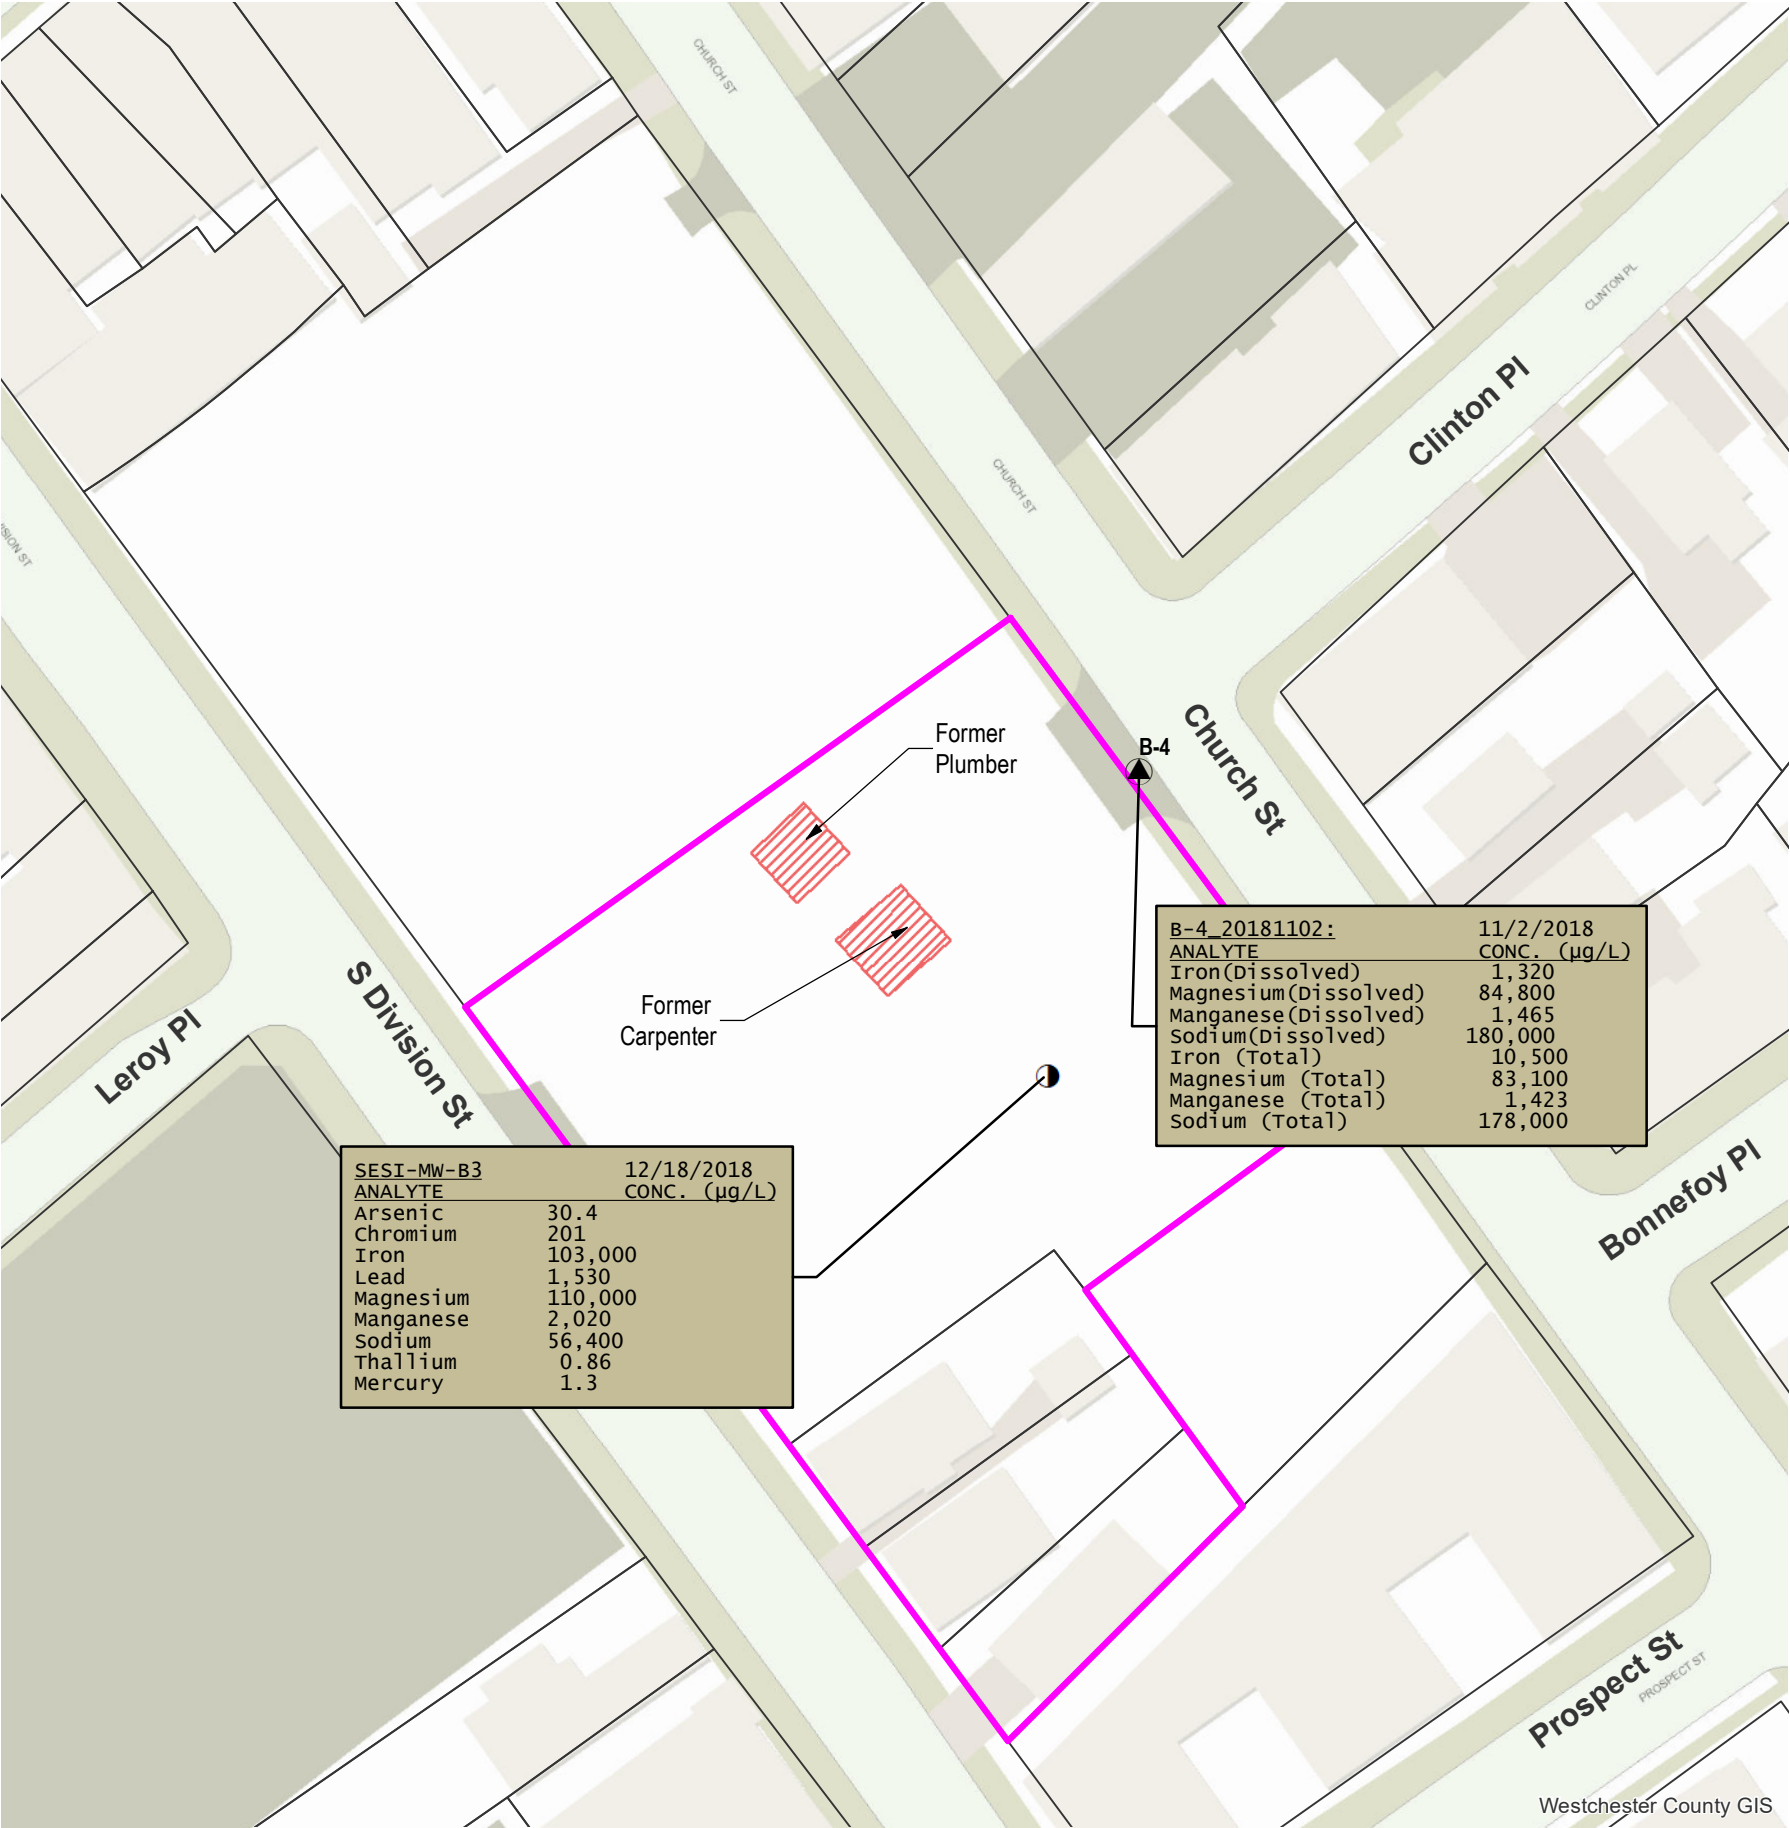 CHURCH ST
CLINTON PL
Clinton Pl
CHURCH ST
ISION ST
Church St
Former
Plumber
B-4
B-4_20181102: 11/2/2018
ANALYTE CONC. (µg/L)
Iron(Dissolved) 1,320
Magnesium(Dissolved) 84,800
Manganese(Dissolved) 1,465
Sodium(Dissolved) 180,000
Iron (Total) 10,500
Magnesium (Total) 83,100
Manganese (Total) 1,423
Sodium (Total) 178,000
Former
Carpenter
S Division St
Leroy Pl
SESI-MW-B3 12/18/2018
ANALYTE CONC. (µg/L)
Arsenic 30.4
Chromium 201
Iron 103,000
Lead 1,530
Magnesium 110,000
Manganese 2,020
Sodium 56,400
Thallium 0.86
Mercury 1.3
Bonnefoy Pl
Prospect St
PROSPECT ST
Westchester County GIS